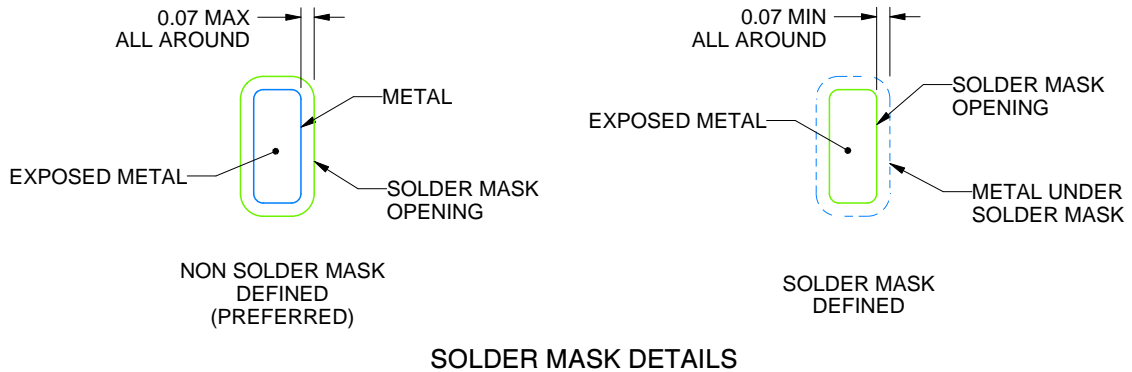 0.07 MAX
ALL AROUND
METAL
EXPOSED METAL
SOLDER MASK
OPENING
NON SOLDER MASK
DEFINED
(PREFERRED)
0.07 MIN
ALL AROUND
SOLDER MASK
OPENING
EXPOSED METAL
METAL UNDER
SOLDER MASK
SOLDER MASK
DEFINED
SOLDER MASK DETAILS